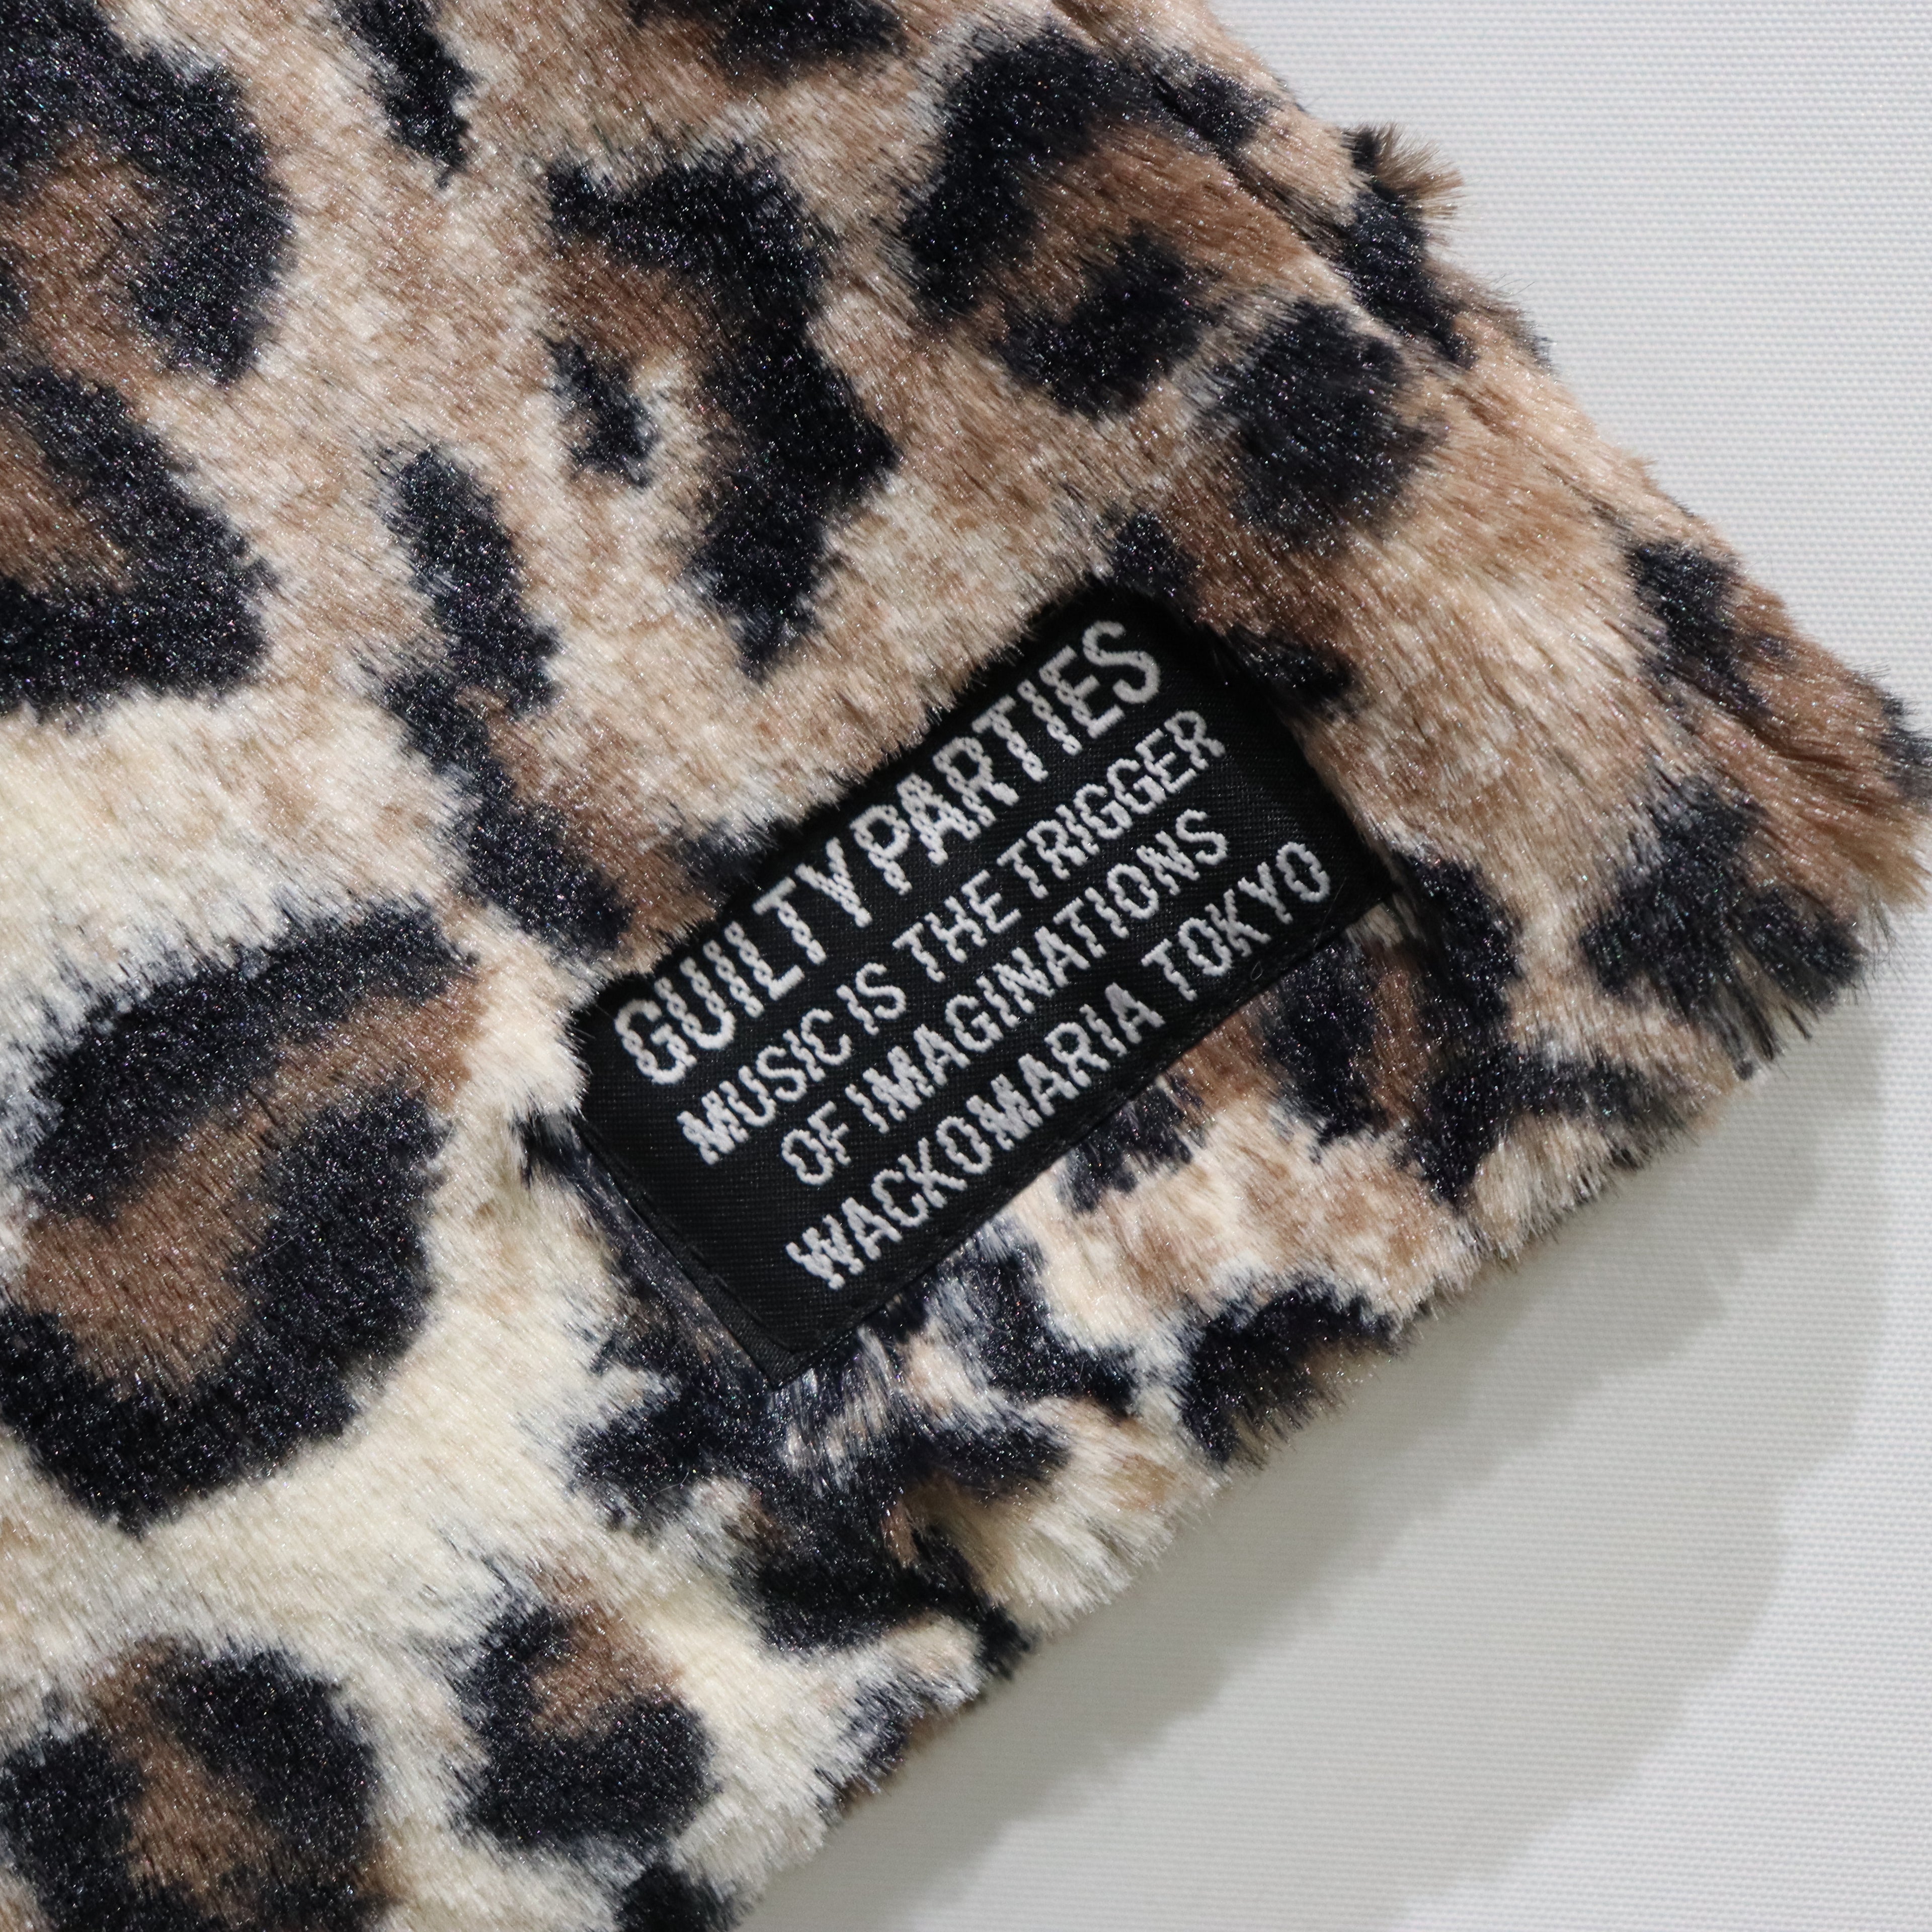 GUILTY PARTIES
MUSIC IS THE TRIGGER
OF IMAGINATIONS
WACKOMARIA TOKYO